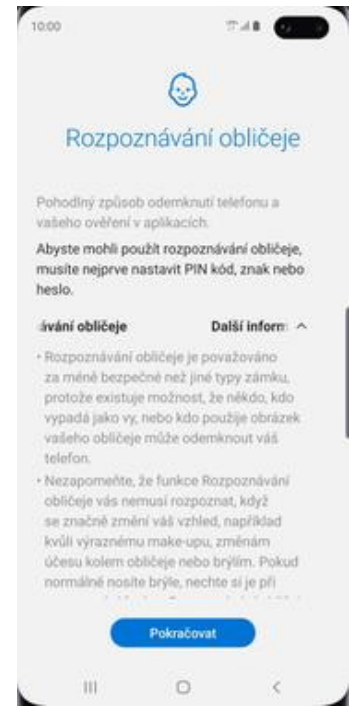 10:00
Rozpoznávání obličeje
Pohodlný způsob odemknutí telefonu a
vašeho ověření v aplikacích.
Abyste mohli použít rozpoznávání obličeje,
musíte nejprve nastavit PIN kód, znak nebo
heslo.
ávání obličeje Další inform
• Rozpoznávání obličeje je považováno
za méně bezpečné než jiné typy zámku,
protože existuje možnost, že někdo, kdo
vypadá jako vy, nebo kdo použije obrázek
vašeho obličeje může odemknout váš
telefon.
• Nezapomeňte, že funkce Rozpoznávání
obličeje vás nemusí rozpoznat, když
se značně změní váš vzhled, například
kvůli výraznému make-upu, změnám
účesu kolem obličeje nebo brýlím. Pokud
normálně nosíte brýle, nechte si je při
Pokračovat